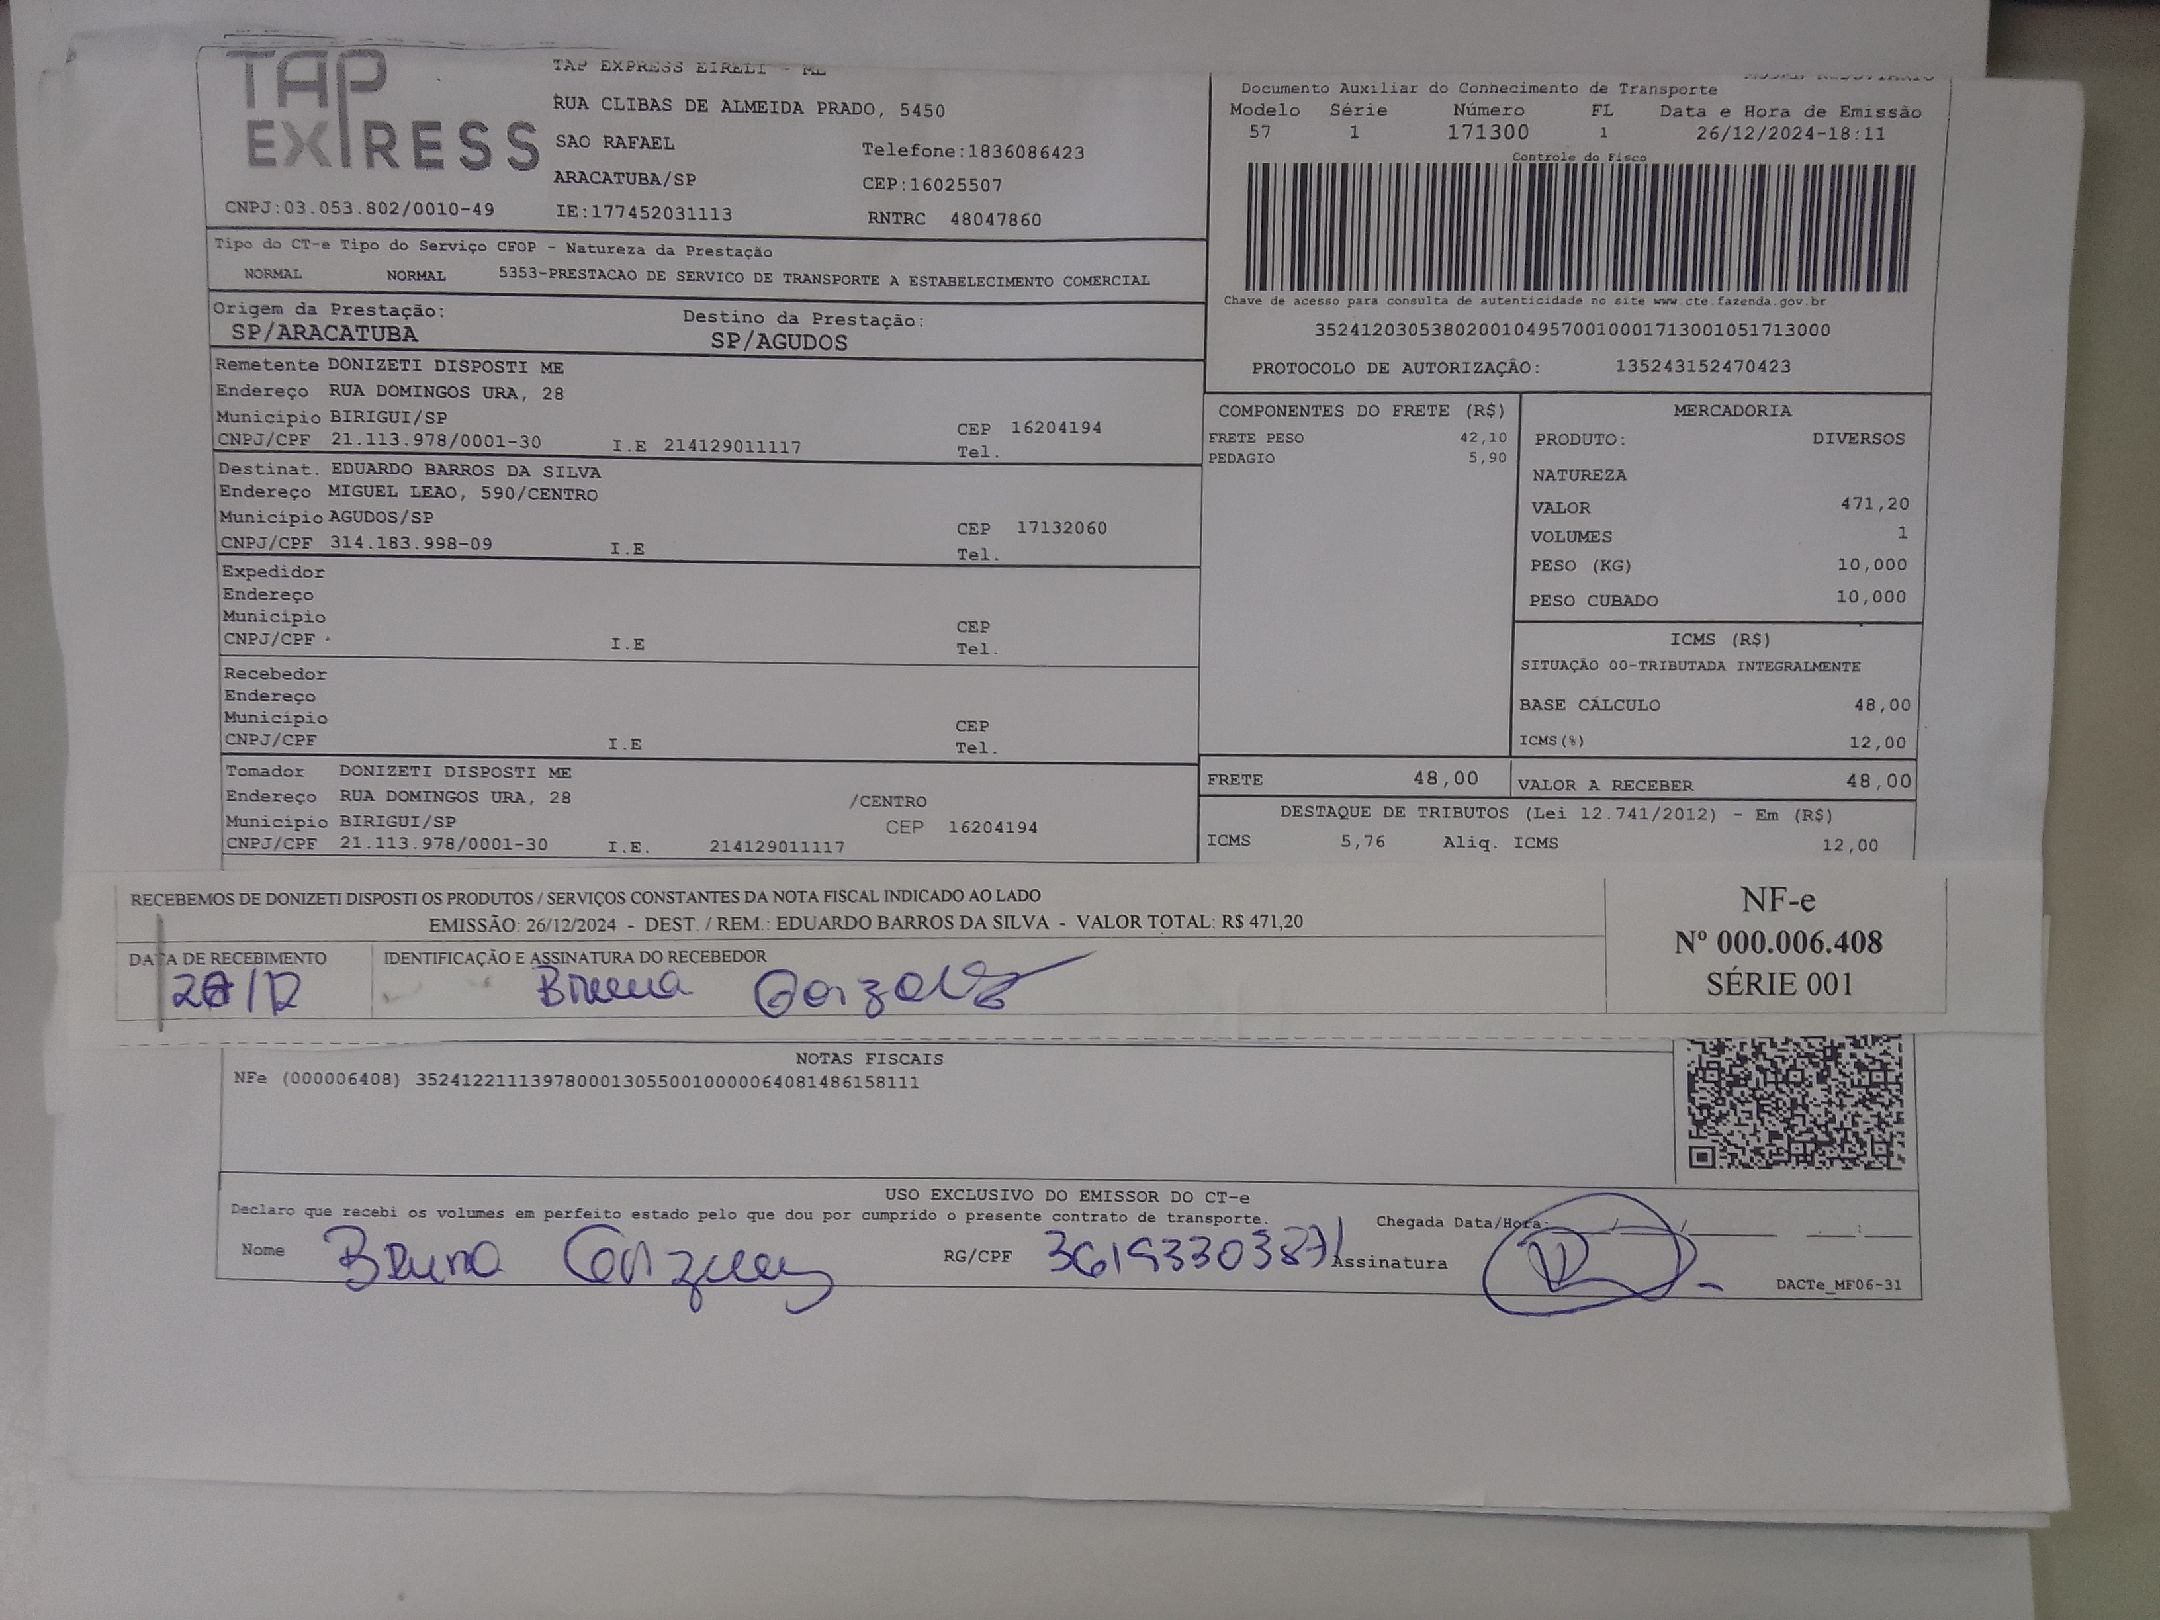 TAP EXPRESS
TAP EXPRESS EIRELI - ME
RUA CLIBAS DE ALMEIDA PRADO, 5450
SAO RAFAEL
Telefone:1836086423
ARACATUBA/SP
CEP:16025507
CNPJ:03.053.802/0010-49 IE:177452031113 RNTRC 48047860
Documento Auxiliar do Conhecimento de Transporte
Modelo Série Número FL Data e Hora de Emissão
57 1 171300 1 26/12/2024-18:11
Controle do Fisco
Chave de acesso para consulta de autenticidade no site www.cte.fazenda.gov.br
35241203053802001049570010001713001051713000
PROTOCOLO DE AUTORIZAÇÃO: 135243152470423
Tipo do CT-e Tipo do Serviço CFOP - Natureza da Prestação
NORMAL NORMAL 5353-PRESTACAO DE SERVICO DE TRANSPORTE A ESTABELECIMENTO COMERCIAL
Origem da Prestação: Destino da Prestação:
SP/ARACATUBA SP/AGUDOS
Remetente DONIZETI DISPOSTI ME
Endereço RUA DOMINGOS URA, 28
Município BIRIGUI/SP CEP 16204194
CNPJ/CPF 21.113.978/0001-30 I.E 214129011117 Tel.
Destinat. EDUARDO BARROS DA SILVA
Endereço MIGUEL LEAO, 590/CENTRO
Município AGUDOS/SP CEP 17132060
CNPJ/CPF 314.183.998-09 I.E Tel.
Expedidor
Endereço
Município CEP
CNPJ/CPF I.E Tel.
Recebedor
Endereço
Município CEP
CNPJ/CPF I.E Tel.
Tomador DONIZETI DISPOSTI ME
Endereço RUA DOMINGOS URA, 28 /CENTRO
Município BIRIGUI/SP CEP 16204194
CNPJ/CPF 21.113.978/0001-30 I.E. 214129011117
COMPONENTES DO FRETE (R$)
FRETE PESO 42,10
PEDAGIO 5,90
MERCADORIA
PRODUTO: DIVERSOS
NATUREZA
VALOR 471,20
VOLUMES 1
PESO (KG) 10,000
PESO CUBADO 10,000
ICMS (R$)
SITUAÇÃO 00-TRIBUTADA INTEGRALMENTE
BASE CÁLCULO 48,00
ICMS(%) 12,00
FRETE 48,00 VALOR A RECEBER 48,00
DESTAQUE DE TRIBUTOS (Lei 12.741/2012) - Em (R$)
ICMS 5,76 Aliq. ICMS 12,00
RECEBEMOS DE DONIZETI DISPOSTI OS PRODUTOS / SERVIÇOS CONSTANTES DA NOTA FISCAL INDICADO AO LADO
EMISSÃO: 26/12/2024 - DEST. / REM.: EDUARDO BARROS DA SILVA - VALOR TOTAL: R$ 471,20
DATA DE RECEBIMENTO IDENTIFICAÇÃO E ASSINATURA DO RECEBEDOR
NF-e
Nº 000.006.408
SÉRIE 001
NOTAS FISCAIS
NFe (000006408) 35241221113978000130550010000064081486158111
USO EXCLUSIVO DO EMISSOR DO CT-e
Declaro que recebi os volumes em perfeito estado pelo que dou por cumprido o presente contrato de transporte. Chegada Data/Hora:
Nome Bruno RG/CPF Assinatura
DACTe_MF06-31